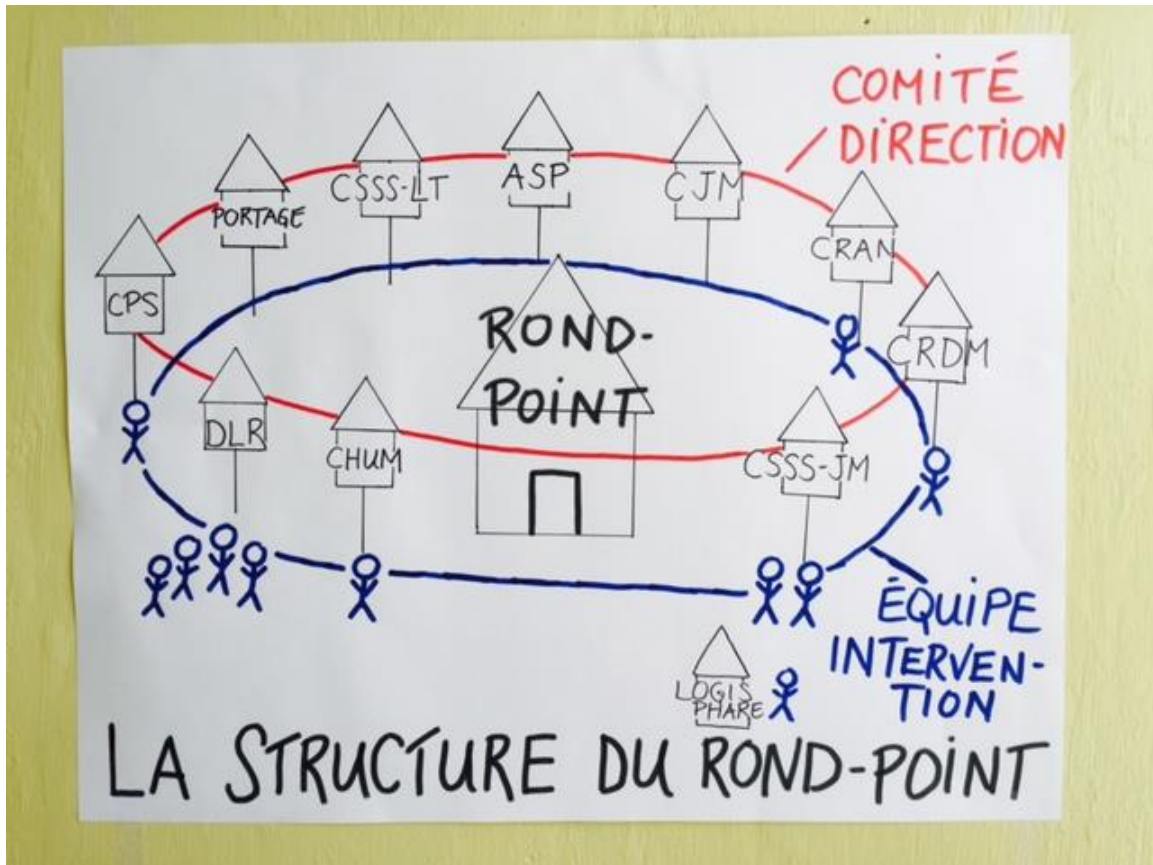 COMITÉ
DIRECTION
CSSS-LT
ASP
CJM
PORTAGE
CRAN
CPS
CRDM
ROND-
POINT
DLR
CHUM
CSSS-JM
ÉQUIPE
INTERVEN-
TION
LOGIS
PHARE
LA STRUCTURE DU ROND-POINT